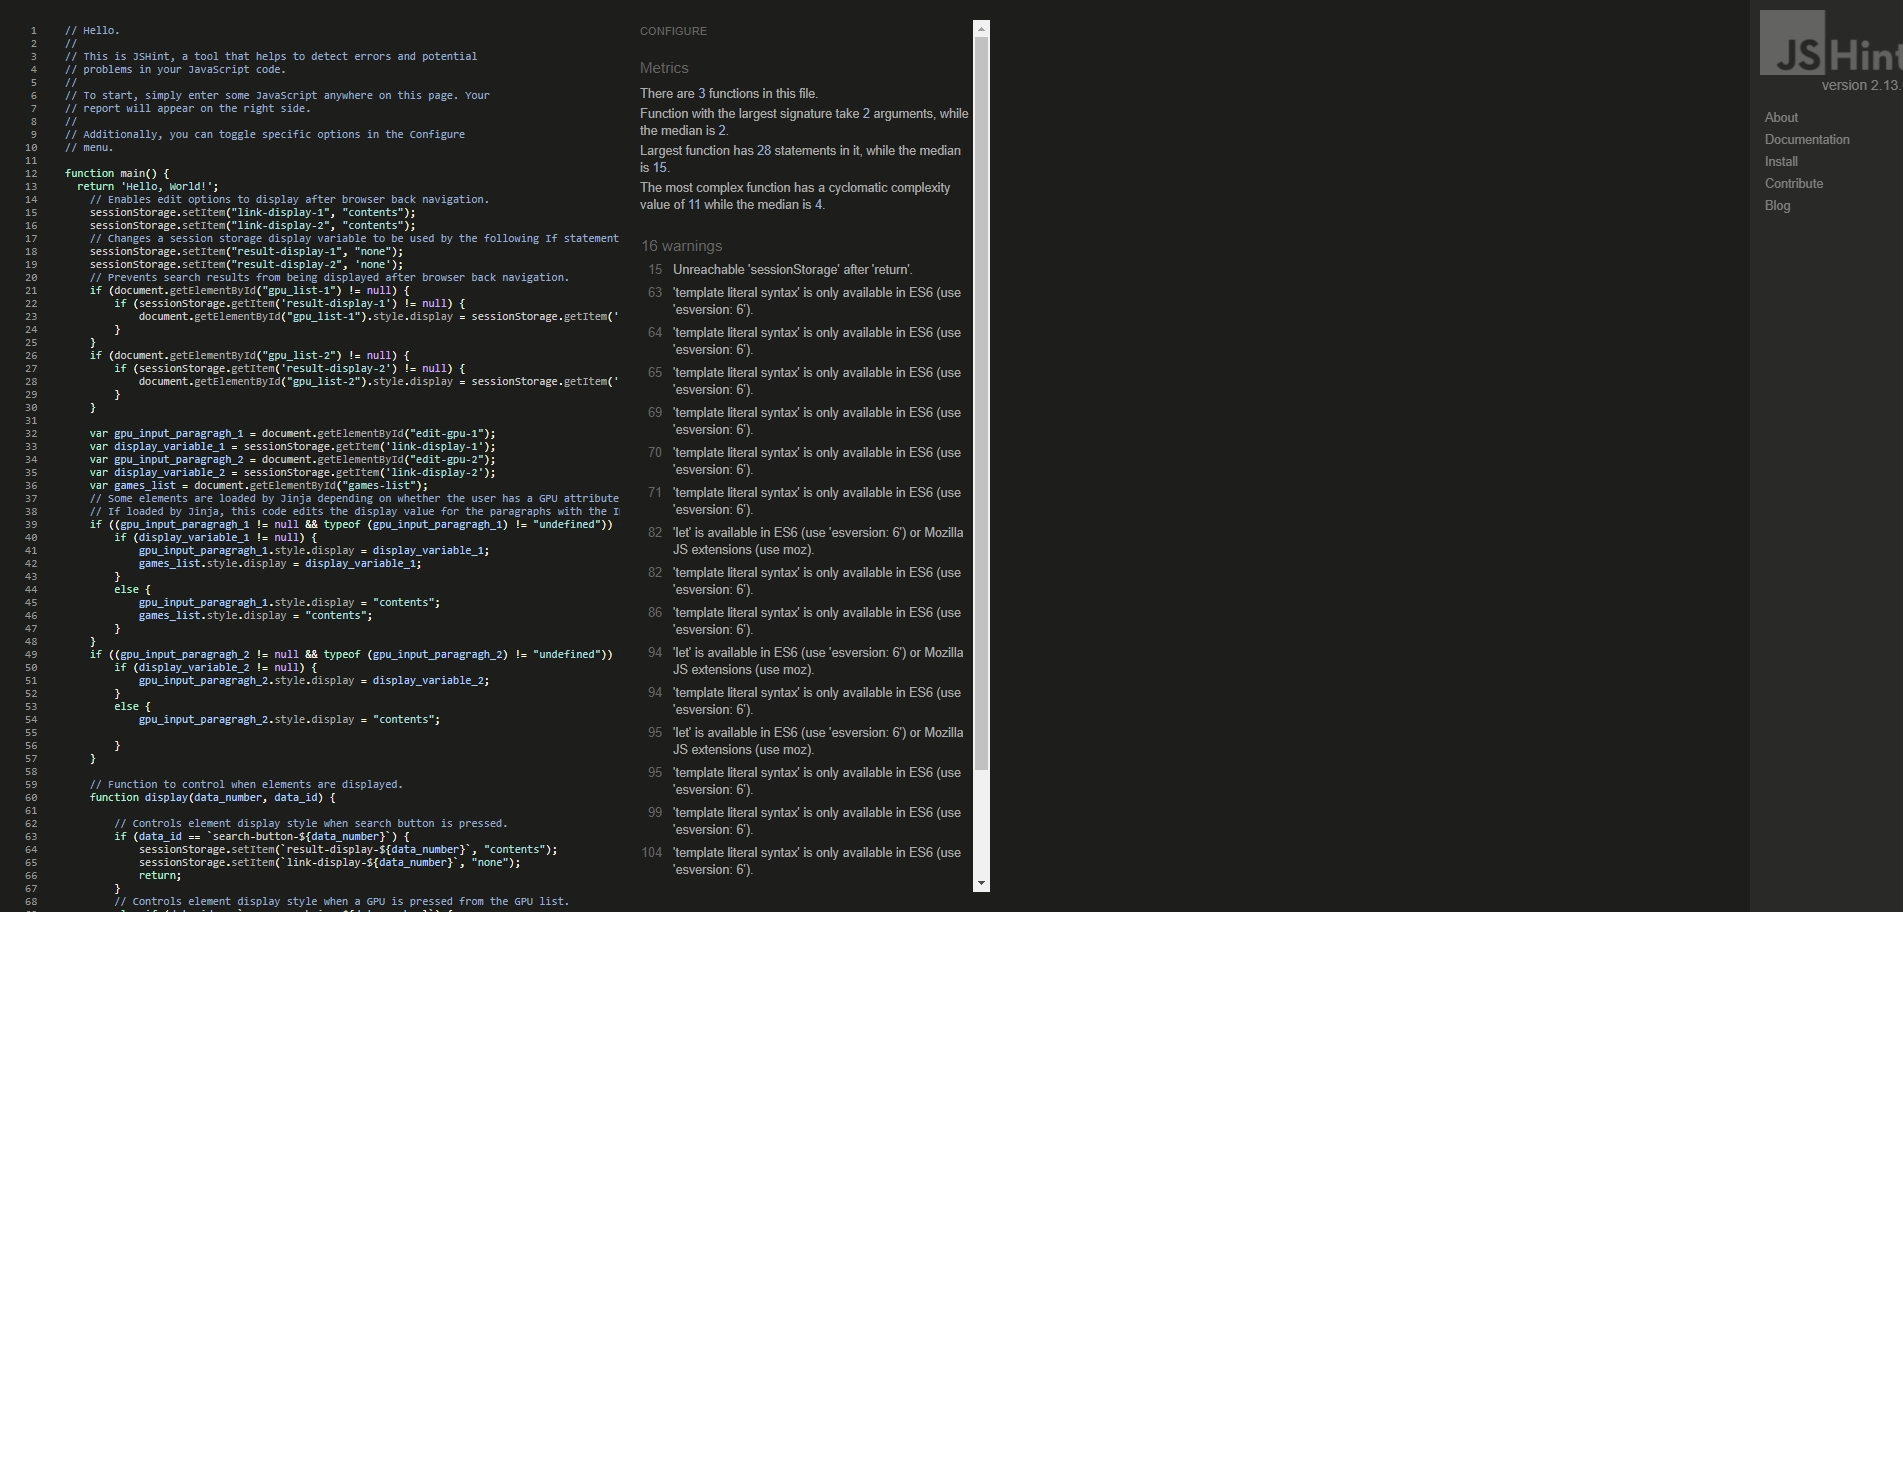 1 // Hello.
2 //
3 // This is JSHint, a tool that helps to detect errors and potential
4 // problems in your JavaScript code.
5 //
6 // To start, simply enter some JavaScript anywhere on this page. Your
7 // report will appear on the right side.
8 //
9 // Additionally, you can toggle specific options in the Configure
10 // menu.
11
12 function main() {
13 return 'Hello, World!';
14 // Enables edit options to display after browser back navigation.
15 sessionStorage.setItem("link-display-1", "contents");
16 sessionStorage.setItem("link-display-2", "contents");
17 // Changes a session storage display variable to be used by the following If statement
18 sessionStorage.setItem("result-display-1", "none");
19 sessionStorage.setItem("result-display-2", 'none');
20 // Prevents search results from being displayed after browser back navigation.
21 if (document.getElementById("gpu_list-1") != null) {
22 if (sessionStorage.getItem('result-display-1') != null) {
23 document.getElementById("gpu_list-1").style.display = sessionStorage.getItem('
24 }
25 }
26 if (document.getElementById("gpu_list-2") != null) {
27 if (sessionStorage.getItem('result-display-2') != null) {
28 document.getElementById("gpu_list-2").style.display = sessionStorage.getItem('
29 }
30 }
31
32 var gpu_input_paragragh_1 = document.getElementById("edit-gpu-1");
33 var display_variable_1 = sessionStorage.getItem('link-display-1');
34 var gpu_input_paragragh_2 = document.getElementById("edit-gpu-2");
35 var display_variable_2 = sessionStorage.getItem('link-display-2');
36 var games_list = document.getElementById("games-list");
37 // Some elements are loaded by Jinja depending on whether the user has a GPU attribute
38 // If loaded by Jinja, this code edits the display value for the paragraphs with the I
39 if ((gpu_input_paragragh_1 != null && typeof (gpu_input_paragragh_1) != "undefined"))
40 if (display_variable_1 != null) {
41 gpu_input_paragragh_1.style.display = display_variable_1;
42 games_list.style.display = display_variable_1;
43 }
44 else {
45 gpu_input_paragragh_1.style.display = "contents";
46 games_list.style.display = "contents";
47 }
48 }
49 if ((gpu_input_paragragh_2 != null && typeof (gpu_input_paragragh_2) != "undefined"))
50 if (display_variable_2 != null) {
51 gpu_input_paragragh_2.style.display = display_variable_2;
52 }
53 else {
54 gpu_input_paragragh_2.style.display = "contents";
55
56 }
57 }
58
59 // Function to control when elements are displayed.
60 function display(data_number, data_id) {
61
62 // Controls element display style when search button is pressed.
63 if (data_id == `search-button-${data_number}`) {
64 sessionStorage.setItem(`result-display-${data_number}`, "contents");
65 sessionStorage.setItem(`link-display-${data_number}`, "none");
66 return;
67 }
68 // Controls element display style when a GPU is pressed from the GPU list.
CONFIGURE
Metrics
There are 3 functions in this file.
Function with the largest signature take 2 arguments, while
the median is 2.
Largest function has 28 statements in it, while the median
is 15.
The most complex function has a cyclomatic complexity
value of 11 while the median is 4.
16 warnings
15 Unreachable 'sessionStorage' after 'return'.
63 'template literal syntax' is only available in ES6 (use
'esversion: 6').
64 'template literal syntax' is only available in ES6 (use
'esversion: 6').
65 'template literal syntax' is only available in ES6 (use
'esversion: 6').
69 'template literal syntax' is only available in ES6 (use
'esversion: 6').
70 'template literal syntax' is only available in ES6 (use
'esversion: 6').
71 'template literal syntax' is only available in ES6 (use
'esversion: 6').
82 'let' is available in ES6 (use 'esversion: 6') or Mozilla
JS extensions (use moz).
82 'template literal syntax' is only available in ES6 (use
'esversion: 6').
86 'template literal syntax' is only available in ES6 (use
'esversion: 6').
94 'let' is available in ES6 (use 'esversion: 6') or Mozilla
JS extensions (use moz).
94 'template literal syntax' is only available in ES6 (use
'esversion: 6').
95 'let' is available in ES6 (use 'esversion: 6') or Mozilla
JS extensions (use moz).
95 'template literal syntax' is only available in ES6 (use
'esversion: 6').
99 'template literal syntax' is only available in ES6 (use
'esversion: 6').
104 'template literal syntax' is only available in ES6 (use
'esversion: 6').
JSHint
version 2.13.
About
Documentation
Install
Contribute
Blog